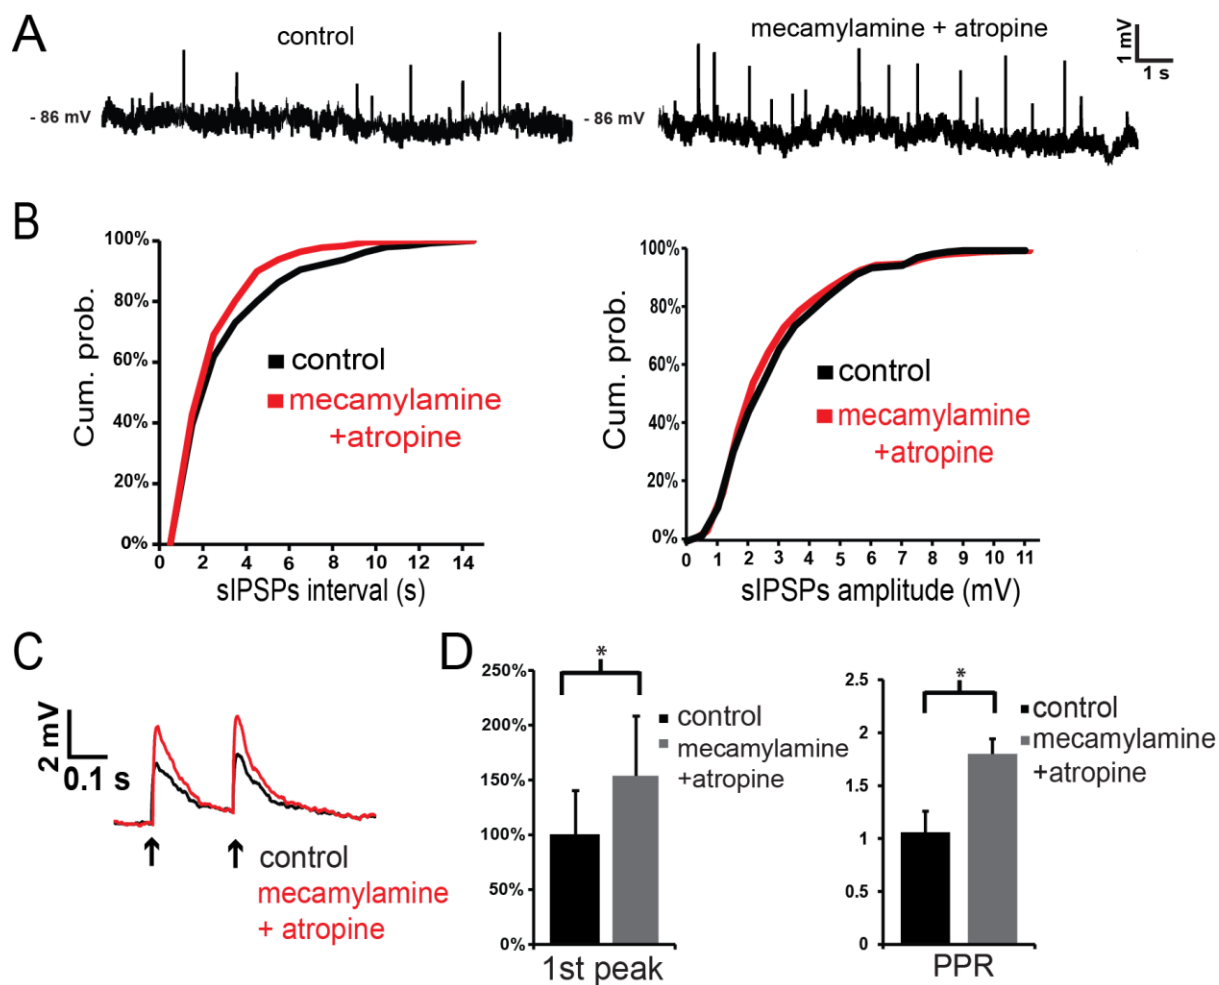 A
control
mecamylamine + atropine
1 mV
1 s
- 86 mV
- 86 mV
B
100%
80%
60%
40%
20%
0%
Cum. prob.
control
mecamylamine
+atropine
0 2 4 6 8 10 12 14
sIPSPs interval (s)
100%
80%
60%
40%
20%
0%
Cum. prob.
control
mecamylamine
+atropine
0 1 2 3 4 5 6 7 8 9 10 11
sIPSPs amplitude (mV)
C
2 mV
0.1 s
control
mecamylamine
+ atropine
D
250%
200%
150%
100%
50%
0%
*
control
mecamylamine
+atropine
1st peak
2.5
2
1.5
1
0.5
0
*
control
mecamylamine
+atropine
PPR